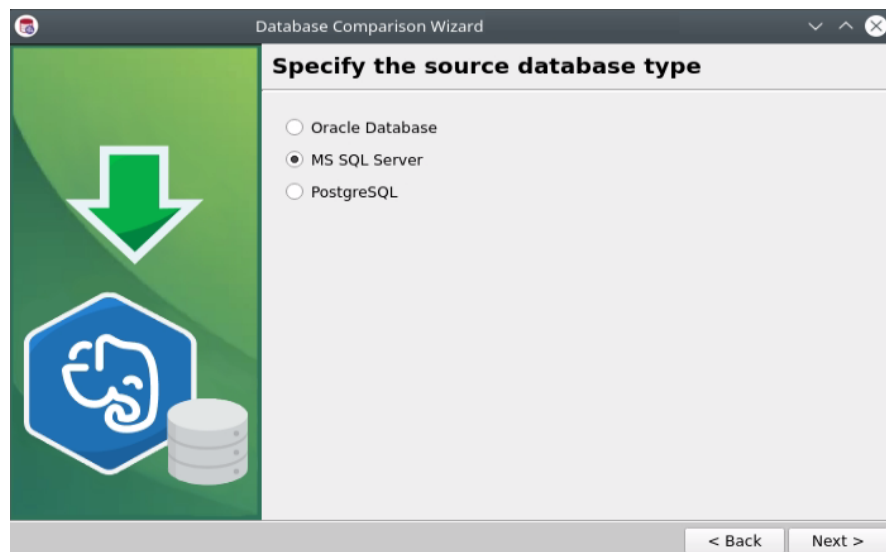 Database Comparison Wizard
Specify the source database type
Oracle Database
MS SQL Server
PostgreSQL
< Back
Next >